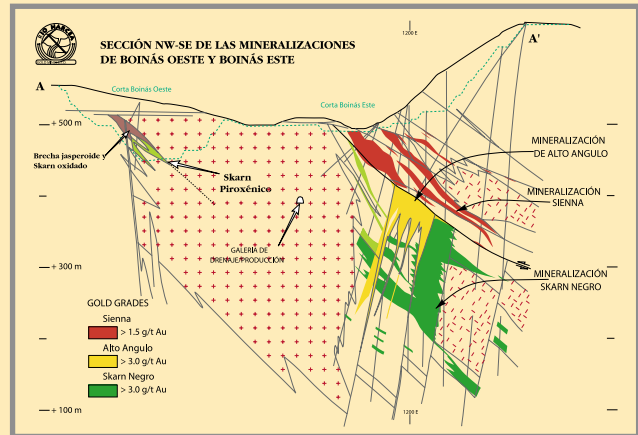 RIO NARCEA
SECCIÓN NW-SE DE LAS MINERALIZACIONES
DE BOINÁS OESTE Y BOINÁS ESTE
1200 E
A
A'
Corta Boinás Oeste
Corta Boinás Este
+ 500 m
Brecha jasperoide y
Skarn oxidado
Skarn
Piroxénico
MINERALIZACIÓN
DE ALTO ANGULO
MINERALIZACIÓN
SIENNA
GALERÍA DE
DRENAJE/PRODUCCIÓN
+ 300 m
MINERALIZACIÓN
SKARN NEGRO
GOLD GRADES
Sienna
> 1.5 g/t Au
Alto Angulo
> 3.0 g/t Au
Skarn Negro
> 3.0 g/t Au
+ 100 m
1200 E